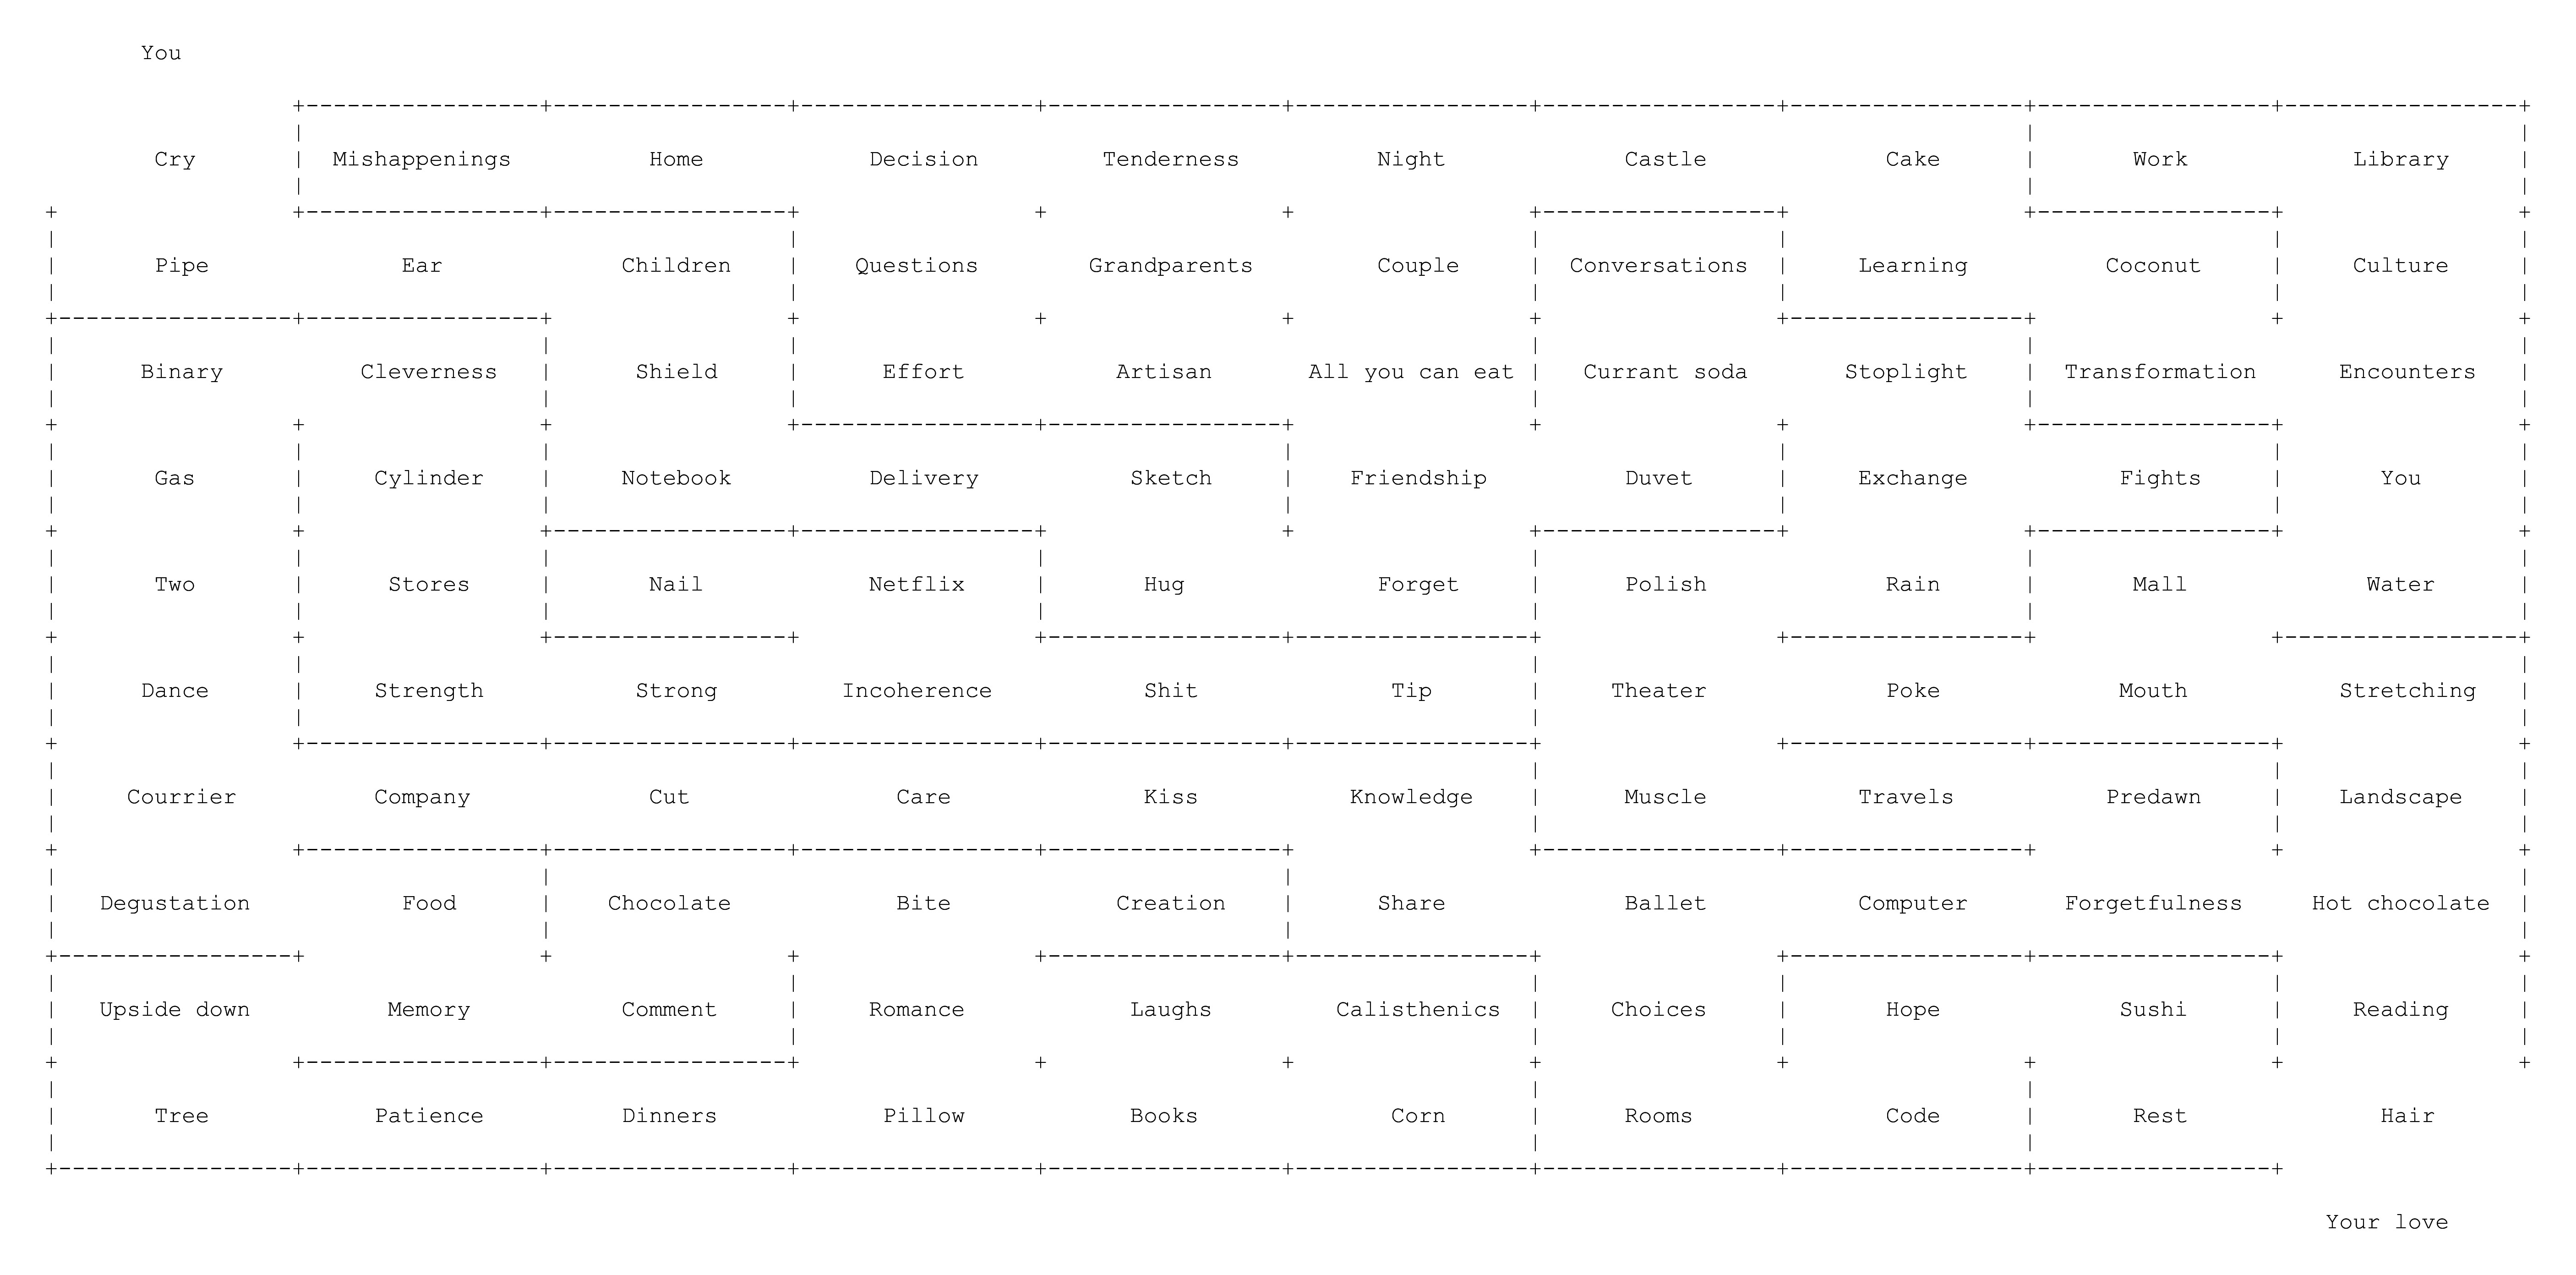 You
Cry Mishappenings Home Decision Tenderness Night Castle Cake Work Library
Pipe Ear Children Questions Grandparents Couple Conversations Learning Coconut Culture
Binary Cleverness Shield Effort Artisan All you can eat Currant soda Stoplight Transformation Encounters
Gas Cylinder Notebook Delivery Sketch Friendship Duvet Exchange Fights You
Two Stores Nail Netflix Hug Forget Polish Rain Mall Water
Dance Strength Strong Incoherence Shit Tip Theater Poke Mouth Stretching
Courrier Company Cut Care Kiss Knowledge Muscle Travels Predawn Landscape
Degustation Food Chocolate Bite Creation Share Ballet Computer Forgetfulness Hot chocolate
Upside down Memory Comment Romance Laughs Calisthenics Choices Hope Sushi Reading
Tree Patience Dinners Pillow Books Corn Rooms Code Rest Hair
Your love